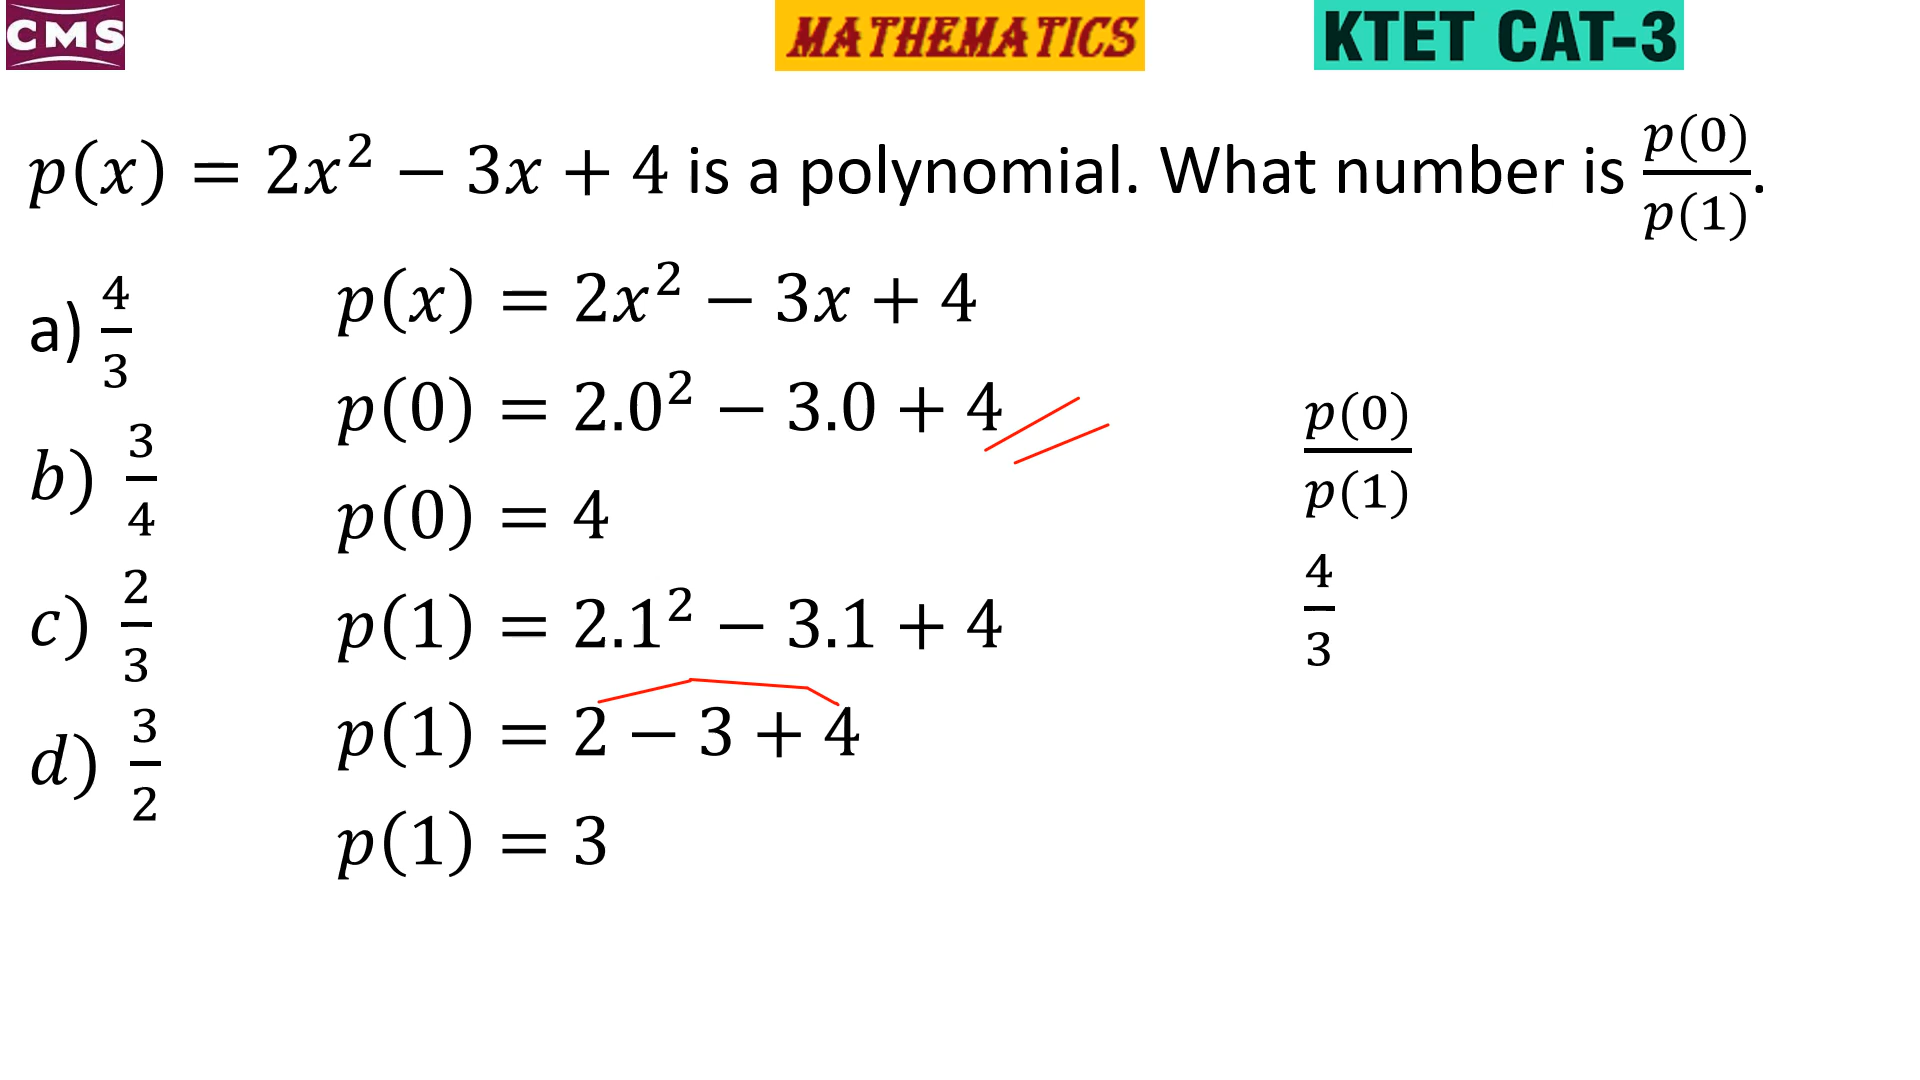 CMS
MATHEMATICS
KTET CAT-3
p(x) = 2x² − 3x + 4 is a polynomial. What number is p(0)/p(1).
a) 4/3
b) 3/4
c) 2/3
d) 3/2
p(x) = 2x² − 3x + 4
p(0) = 2.0² − 3.0 + 4
p(0) = 4
p(1) = 2.1² − 3.1 + 4
p(1) = 2 − 3 + 4
p(1) = 3
p(0)/p(1)
4/3